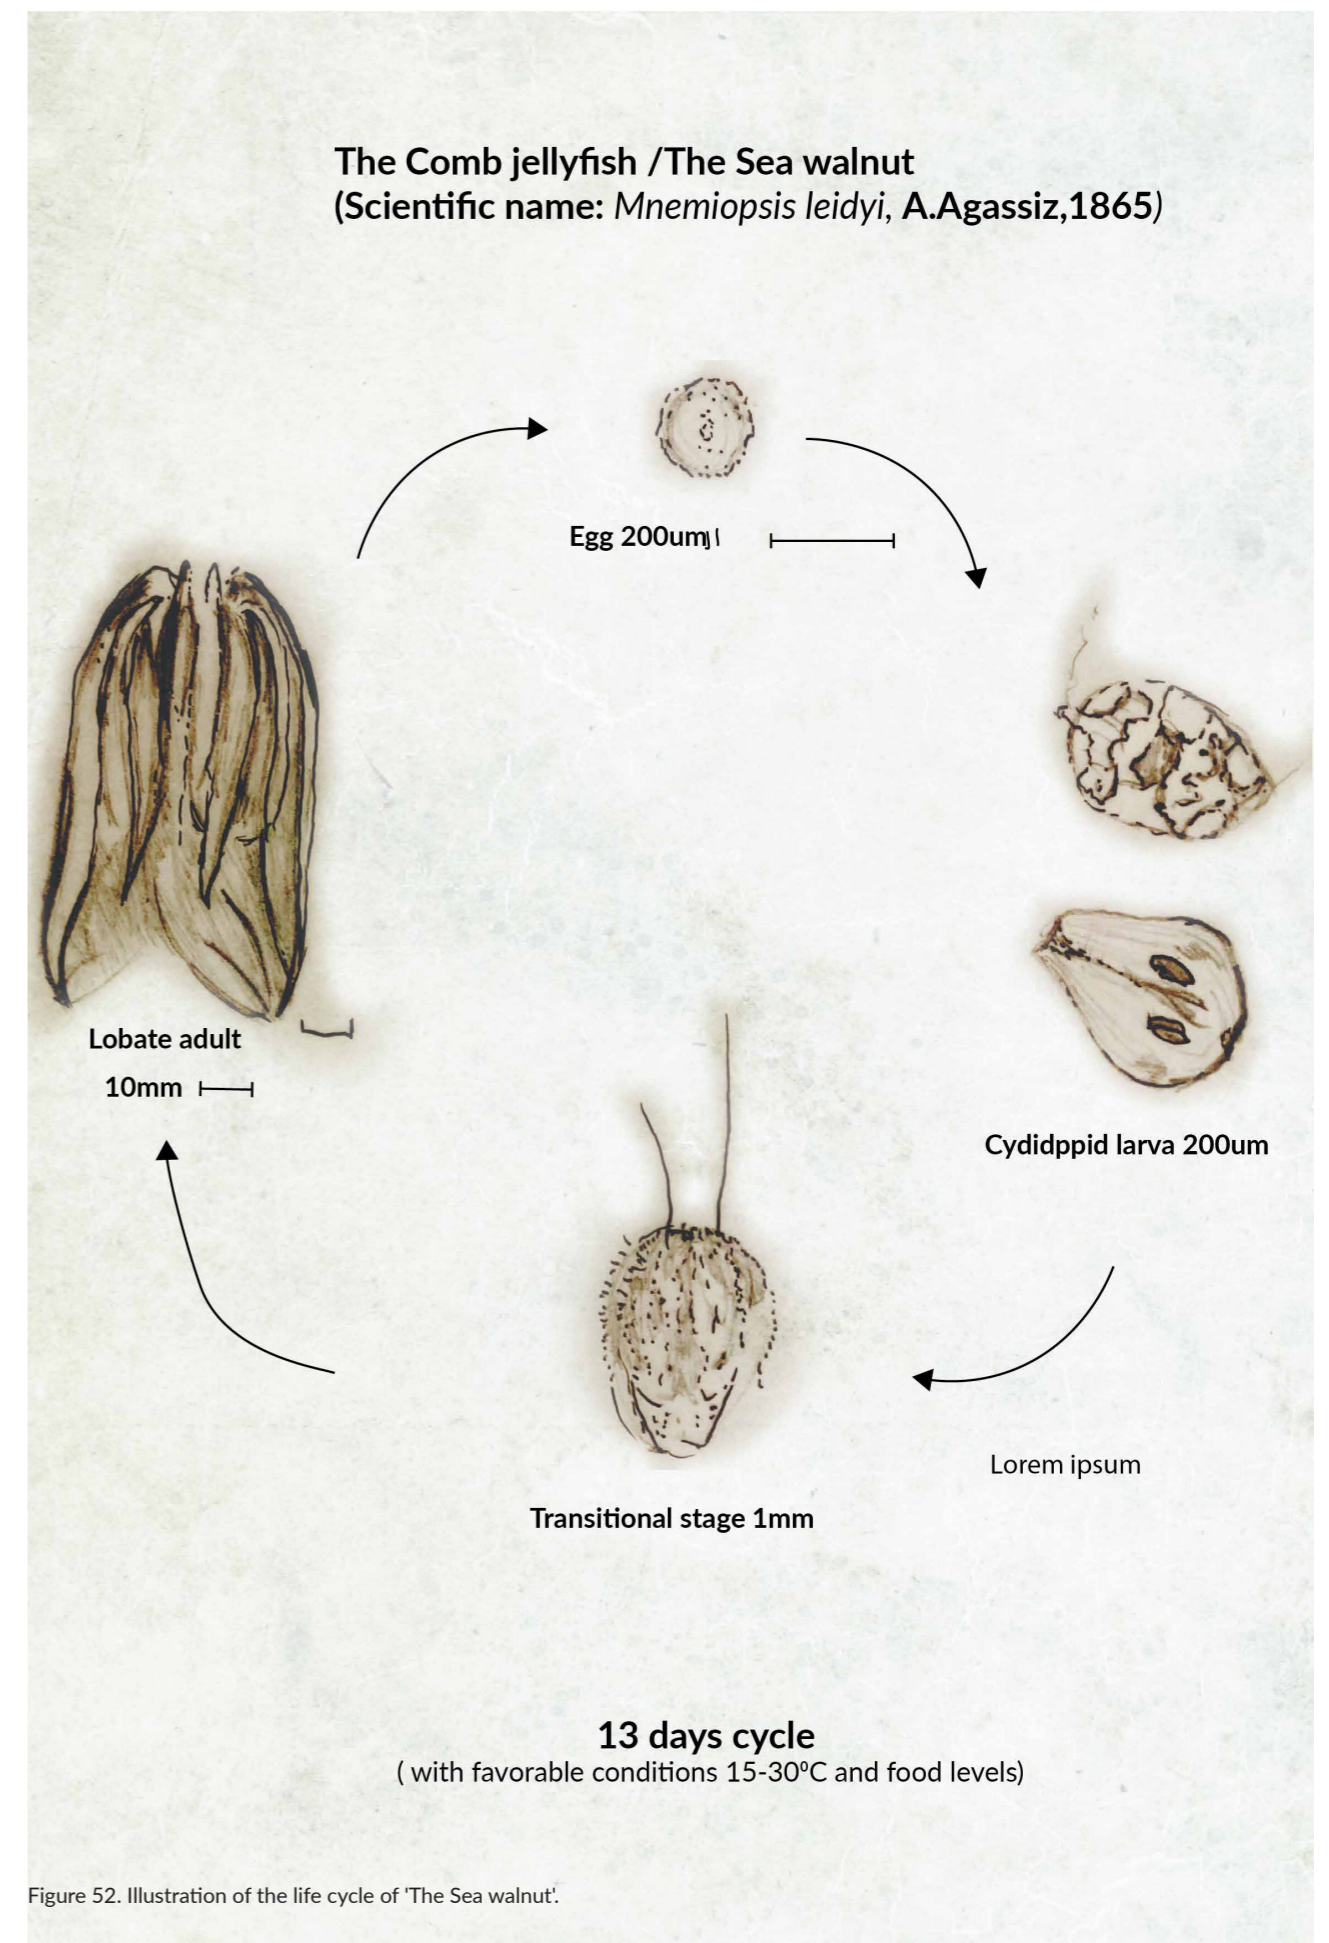 The Comb jellyfish /The Sea walnut
(Scientific name: Mnemiopsis leidyi, A.Agassiz,1865)
Egg 200um
Lobate adult
10mm
Cydidppid larva 200um
Lorem ipsum
Transitional stage 1mm
13 days cycle
( with favorable conditions 15-30⁰C and food levels)
Figure 52. Illustration of the life cycle of 'The Sea walnut'.